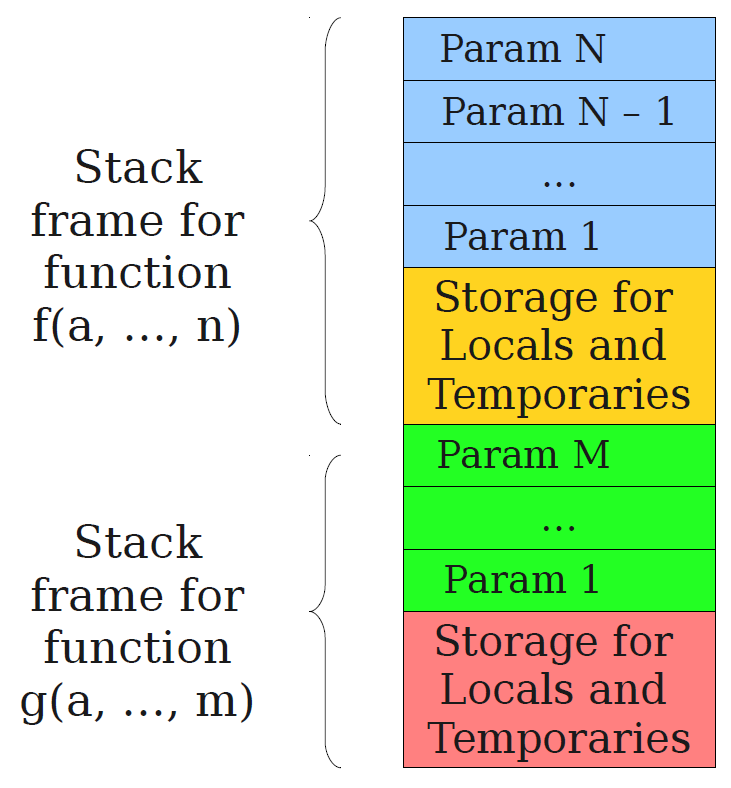 Stack
frame for
function
f(a, …, n)
Param N
Param N – 1
...
Param 1
Storage for
Locals and
Temporaries
Stack
frame for
function
g(a, …, m)
Param M
...
Param 1
Storage for
Locals and
Temporaries